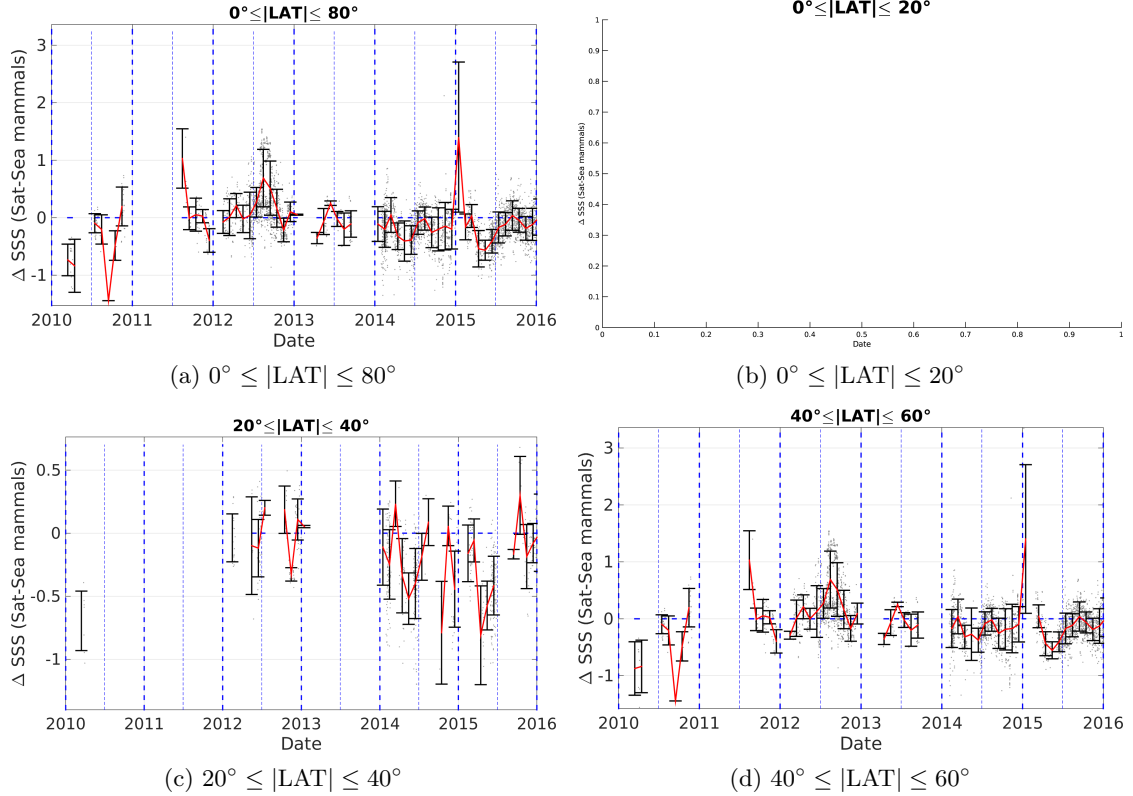 0°≤|LAT|≤ 80°
3
2
1
0
-1
Δ SSS (Sat-Sea mammals)
2010 2011 2012 2013 2014 2015 2016
Date
(a) 0° ≤ |LAT| ≤ 80°
0°≤|LAT|≤ 20°
1
0.9
0.8
0.7
0.6
0.5
0.4
0.3
0.2
0.1
0
Δ SSS (Sat-Sea mammals)
0 0.1 0.2 0.3 0.4 0.5 0.6 0.7 0.8 0.9 1
Date
(b) 0° ≤ |LAT| ≤ 20°
20°≤|LAT|≤ 40°
0.5
0
-0.5
-1
Δ SSS (Sat-Sea mammals)
2010 2011 2012 2013 2014 2015 2016
Date
(c) 20° ≤ |LAT| ≤ 40°
40°≤|LAT|≤ 60°
3
2
1
0
-1
Δ SSS (Sat-Sea mammals)
2010 2011 2012 2013 2014 2015 2016
Date
(d) 40° ≤ |LAT| ≤ 60°